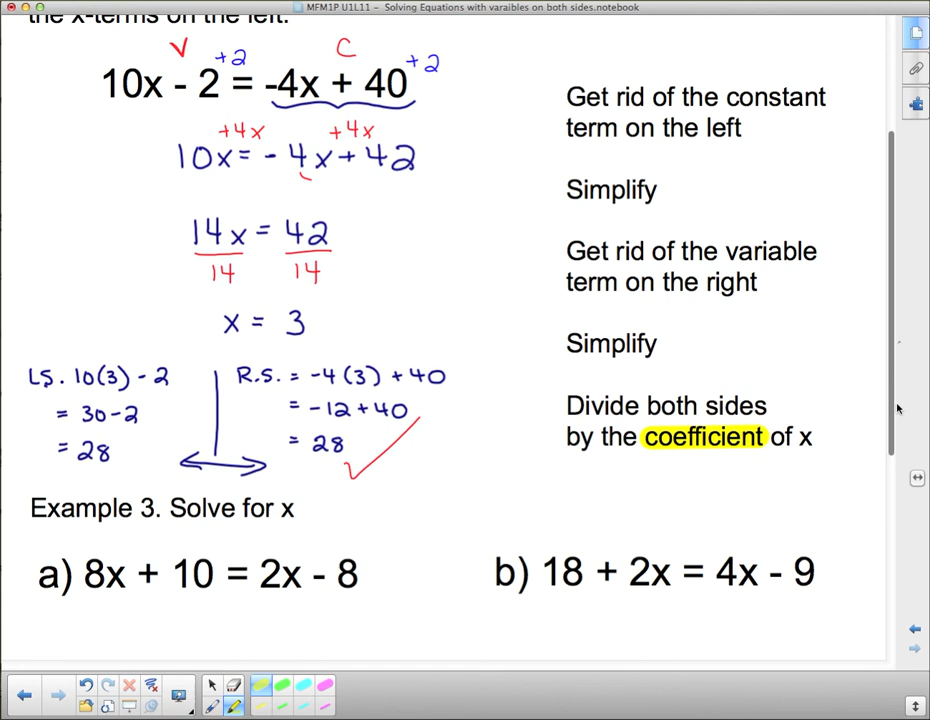 MFM1P U1L11 - Solving Equations with varaibles on both sides.notebook
the x-terms on the left.
V C
+2 +2
10x - 2 = -4x + 40
+4x +4x
10x = - 4x + 42
14x = 42
14 14
x = 3
LS. 10(3) - 2
= 30 - 2
= 28
R.S. = -4 (3) + 40
= -12 + 40
= 28
Get rid of the constant
term on the left
Simplify
Get rid of the variable
term on the right
Simplify
Divide both sides
by the coefficient of x
Example 3. Solve for x
a) 8x + 10 = 2x - 8
b) 18 + 2x = 4x - 9